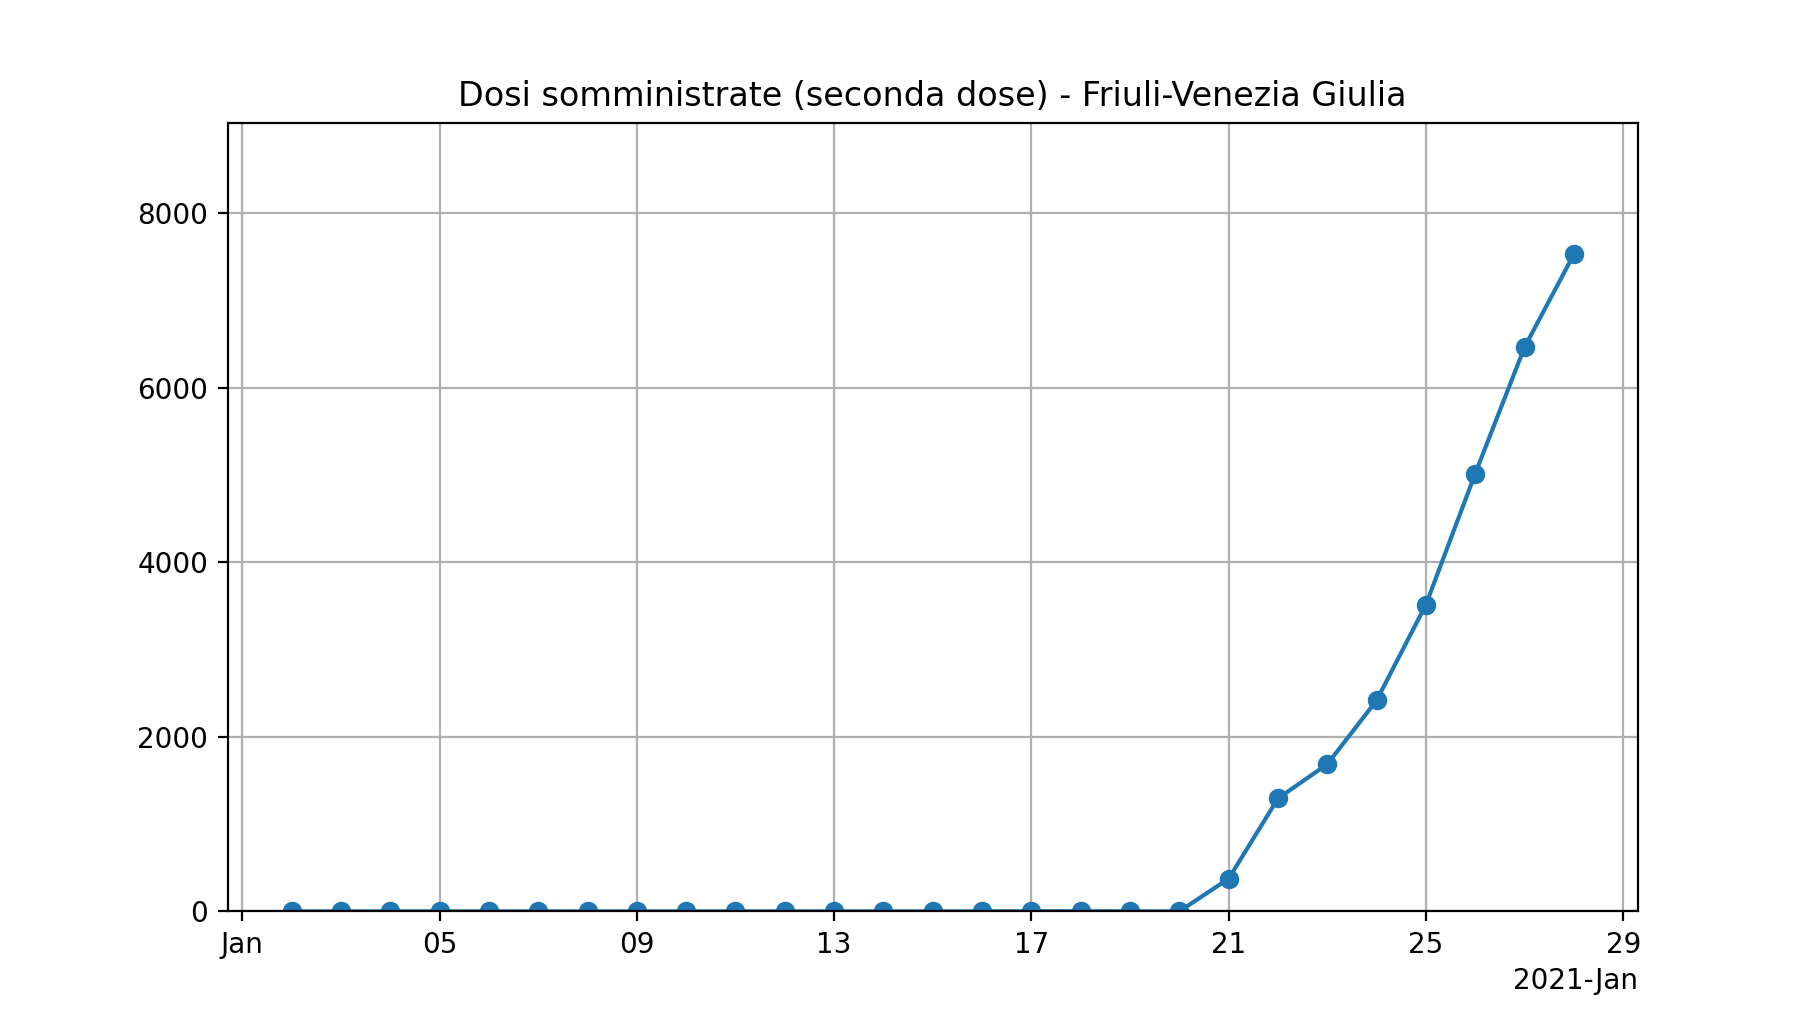 Dosi somministrate (seconda dose) - Friuli-Venezia Giulia
8000
6000
4000
2000
0
Jan 05 09 13 17 21 25 29
2021-Jan